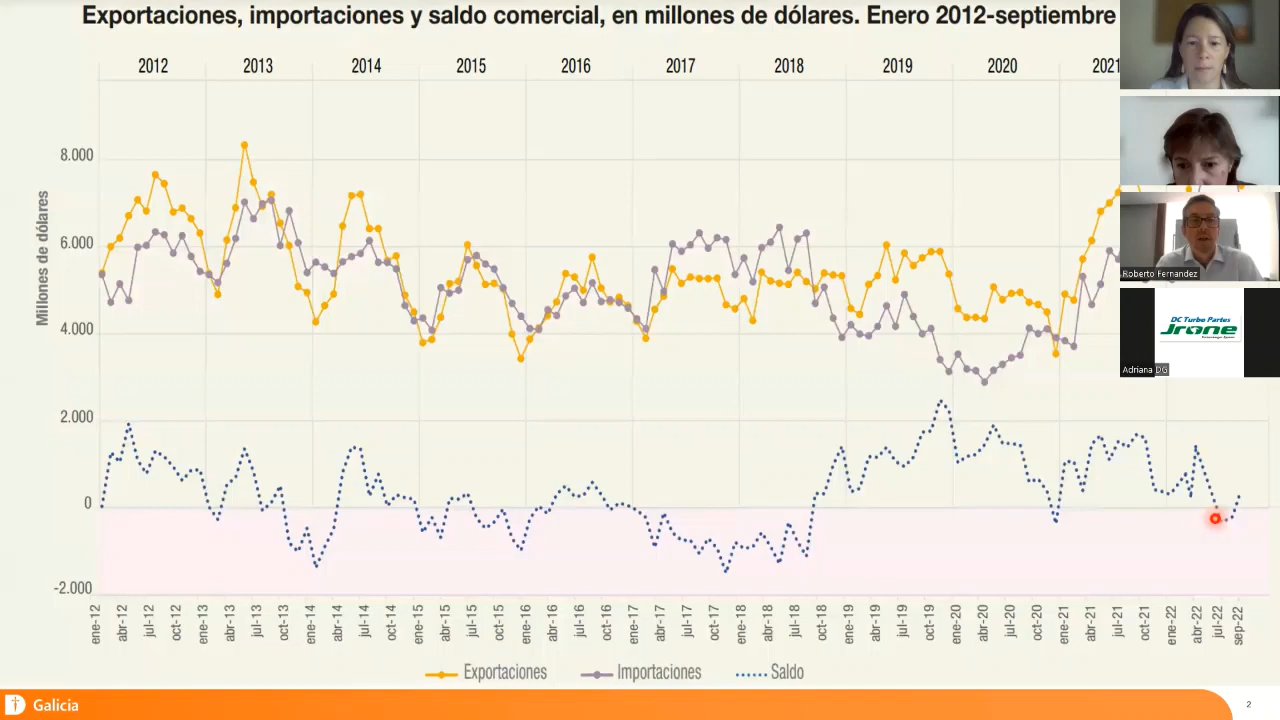 Exportaciones, importaciones y saldo comercial, en millones de dólares. Enero 2012-septiembre
2012 2013 2014 2015 2016 2017 2018 2019 2020 2021
Millones de dólares
8.000
6.000
4.000
2.000
0
-2.000
ene-12 abr-12 jul-12 oct-12 ene-13 abr-13 jul-13 oct-13 ene-14 abr-14 jul-14 oct-14 ene-15 abr-15 jul-15 oct-15 ene-16 abr-16 jul-16 oct-16 ene-17 abr-17 jul-17 oct-17 ene-18 abr-18 jul-18 oct-18 ene-19 abr-19 jul-19 oct-19 ene-20 abr-20 jul-20 oct-20 ene-21 abr-21 jul-21 oct-21 ene-22 abr-22 jul-22 sep-22
Exportaciones Importaciones Saldo
Galicia
2
Roberto Fernandez
DC Turbo Partes
Jrone
Adriana DG